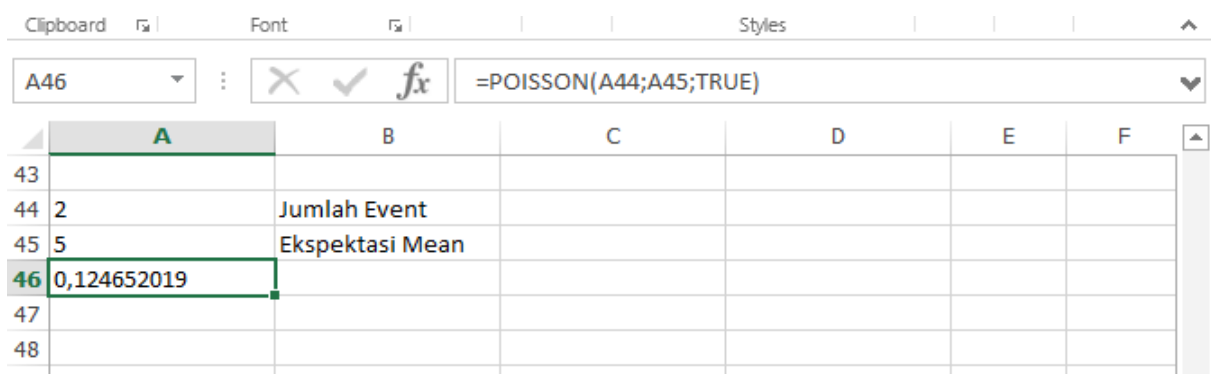 Clipboard Font Styles
A46 fx =POISSON(A44;A45;TRUE)
A B C D E F
43
44 2 Jumlah Event
45 5 Ekspektasi Mean
46 0,124652019
47
48